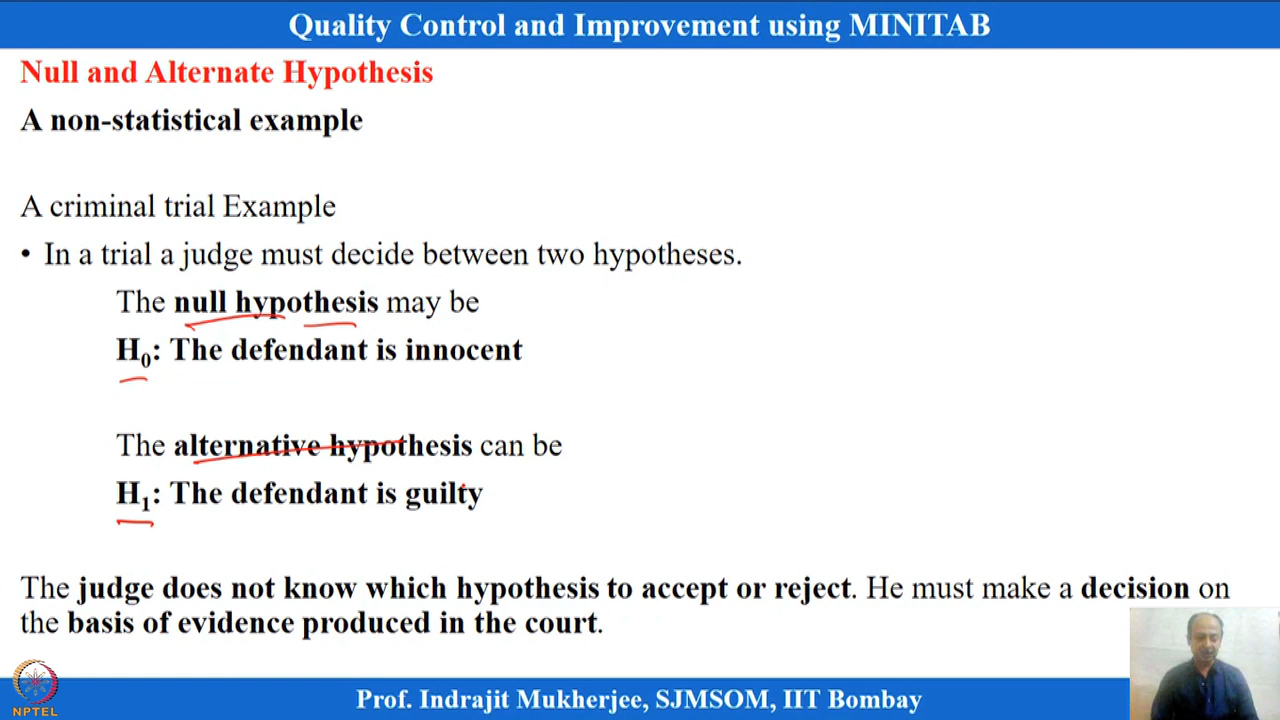 Quality Control and Improvement using MINITAB
Null and Alternate Hypothesis
A non-statistical example
A criminal trial Example
• In a trial a judge must decide between two hypotheses.
The null hypothesis may be
H₀: The defendant is innocent
The alternative hypothesis can be
H₁: The defendant is guilty
The judge does not know which hypothesis to accept or reject. He must make a decision on
the basis of evidence produced in the court.
NPTEL
Prof. Indrajit Mukherjee, SJMSOM, IIT Bombay